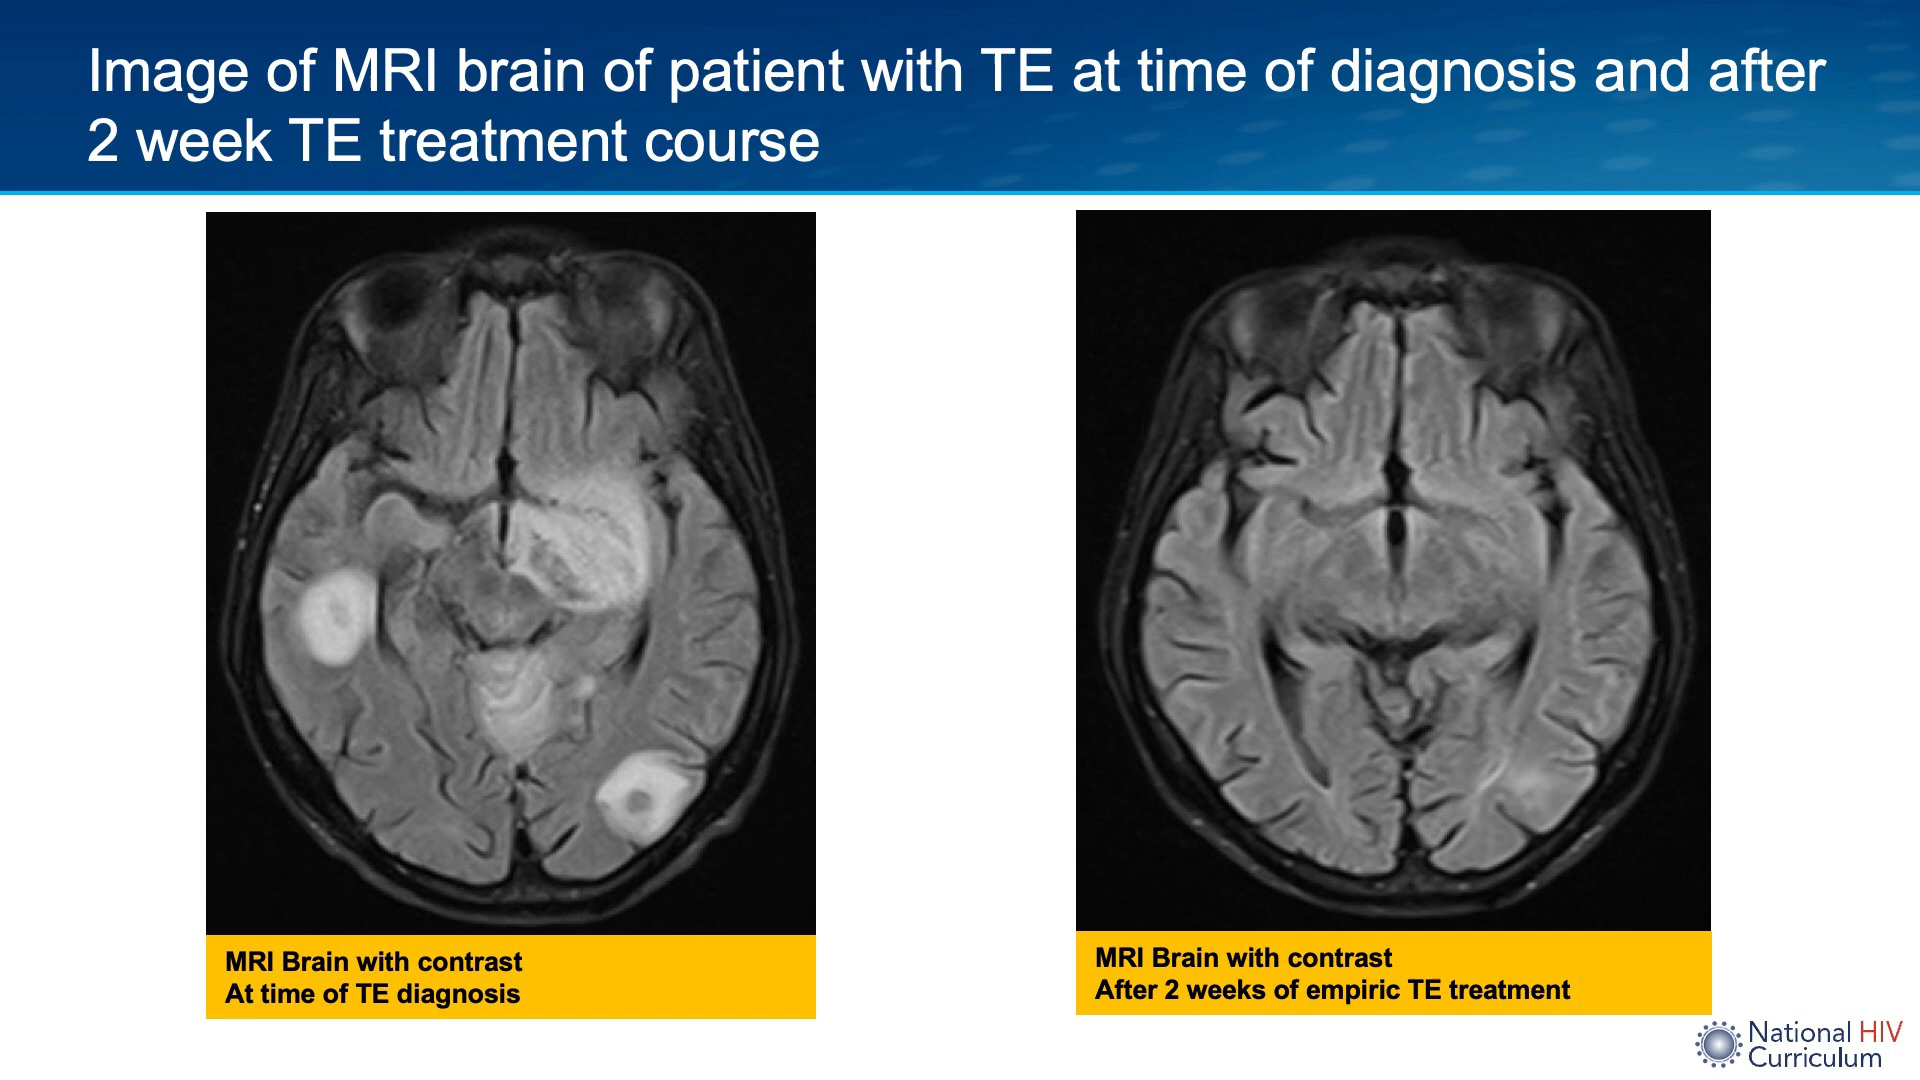 Image of MRI brain of patient with TE at time of diagnosis and after
2 week TE treatment course
MRI Brain with contrast
At time of TE diagnosis
MRI Brain with contrast
After 2 weeks of empiric TE treatment
National HIV
Curriculum